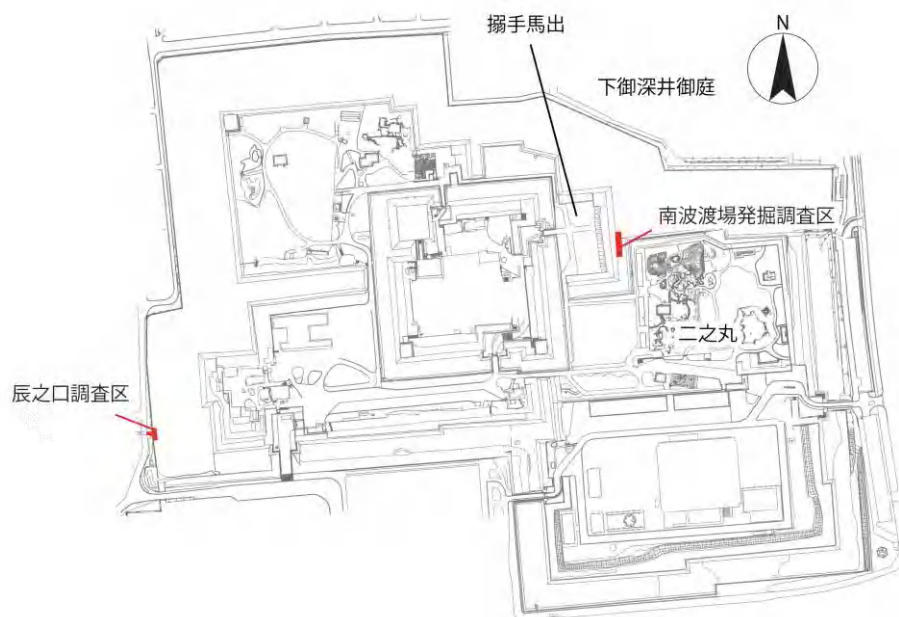 搦手馬出
N
下御深井御庭
南波渡場発掘調査区
二之丸
辰之口調査区